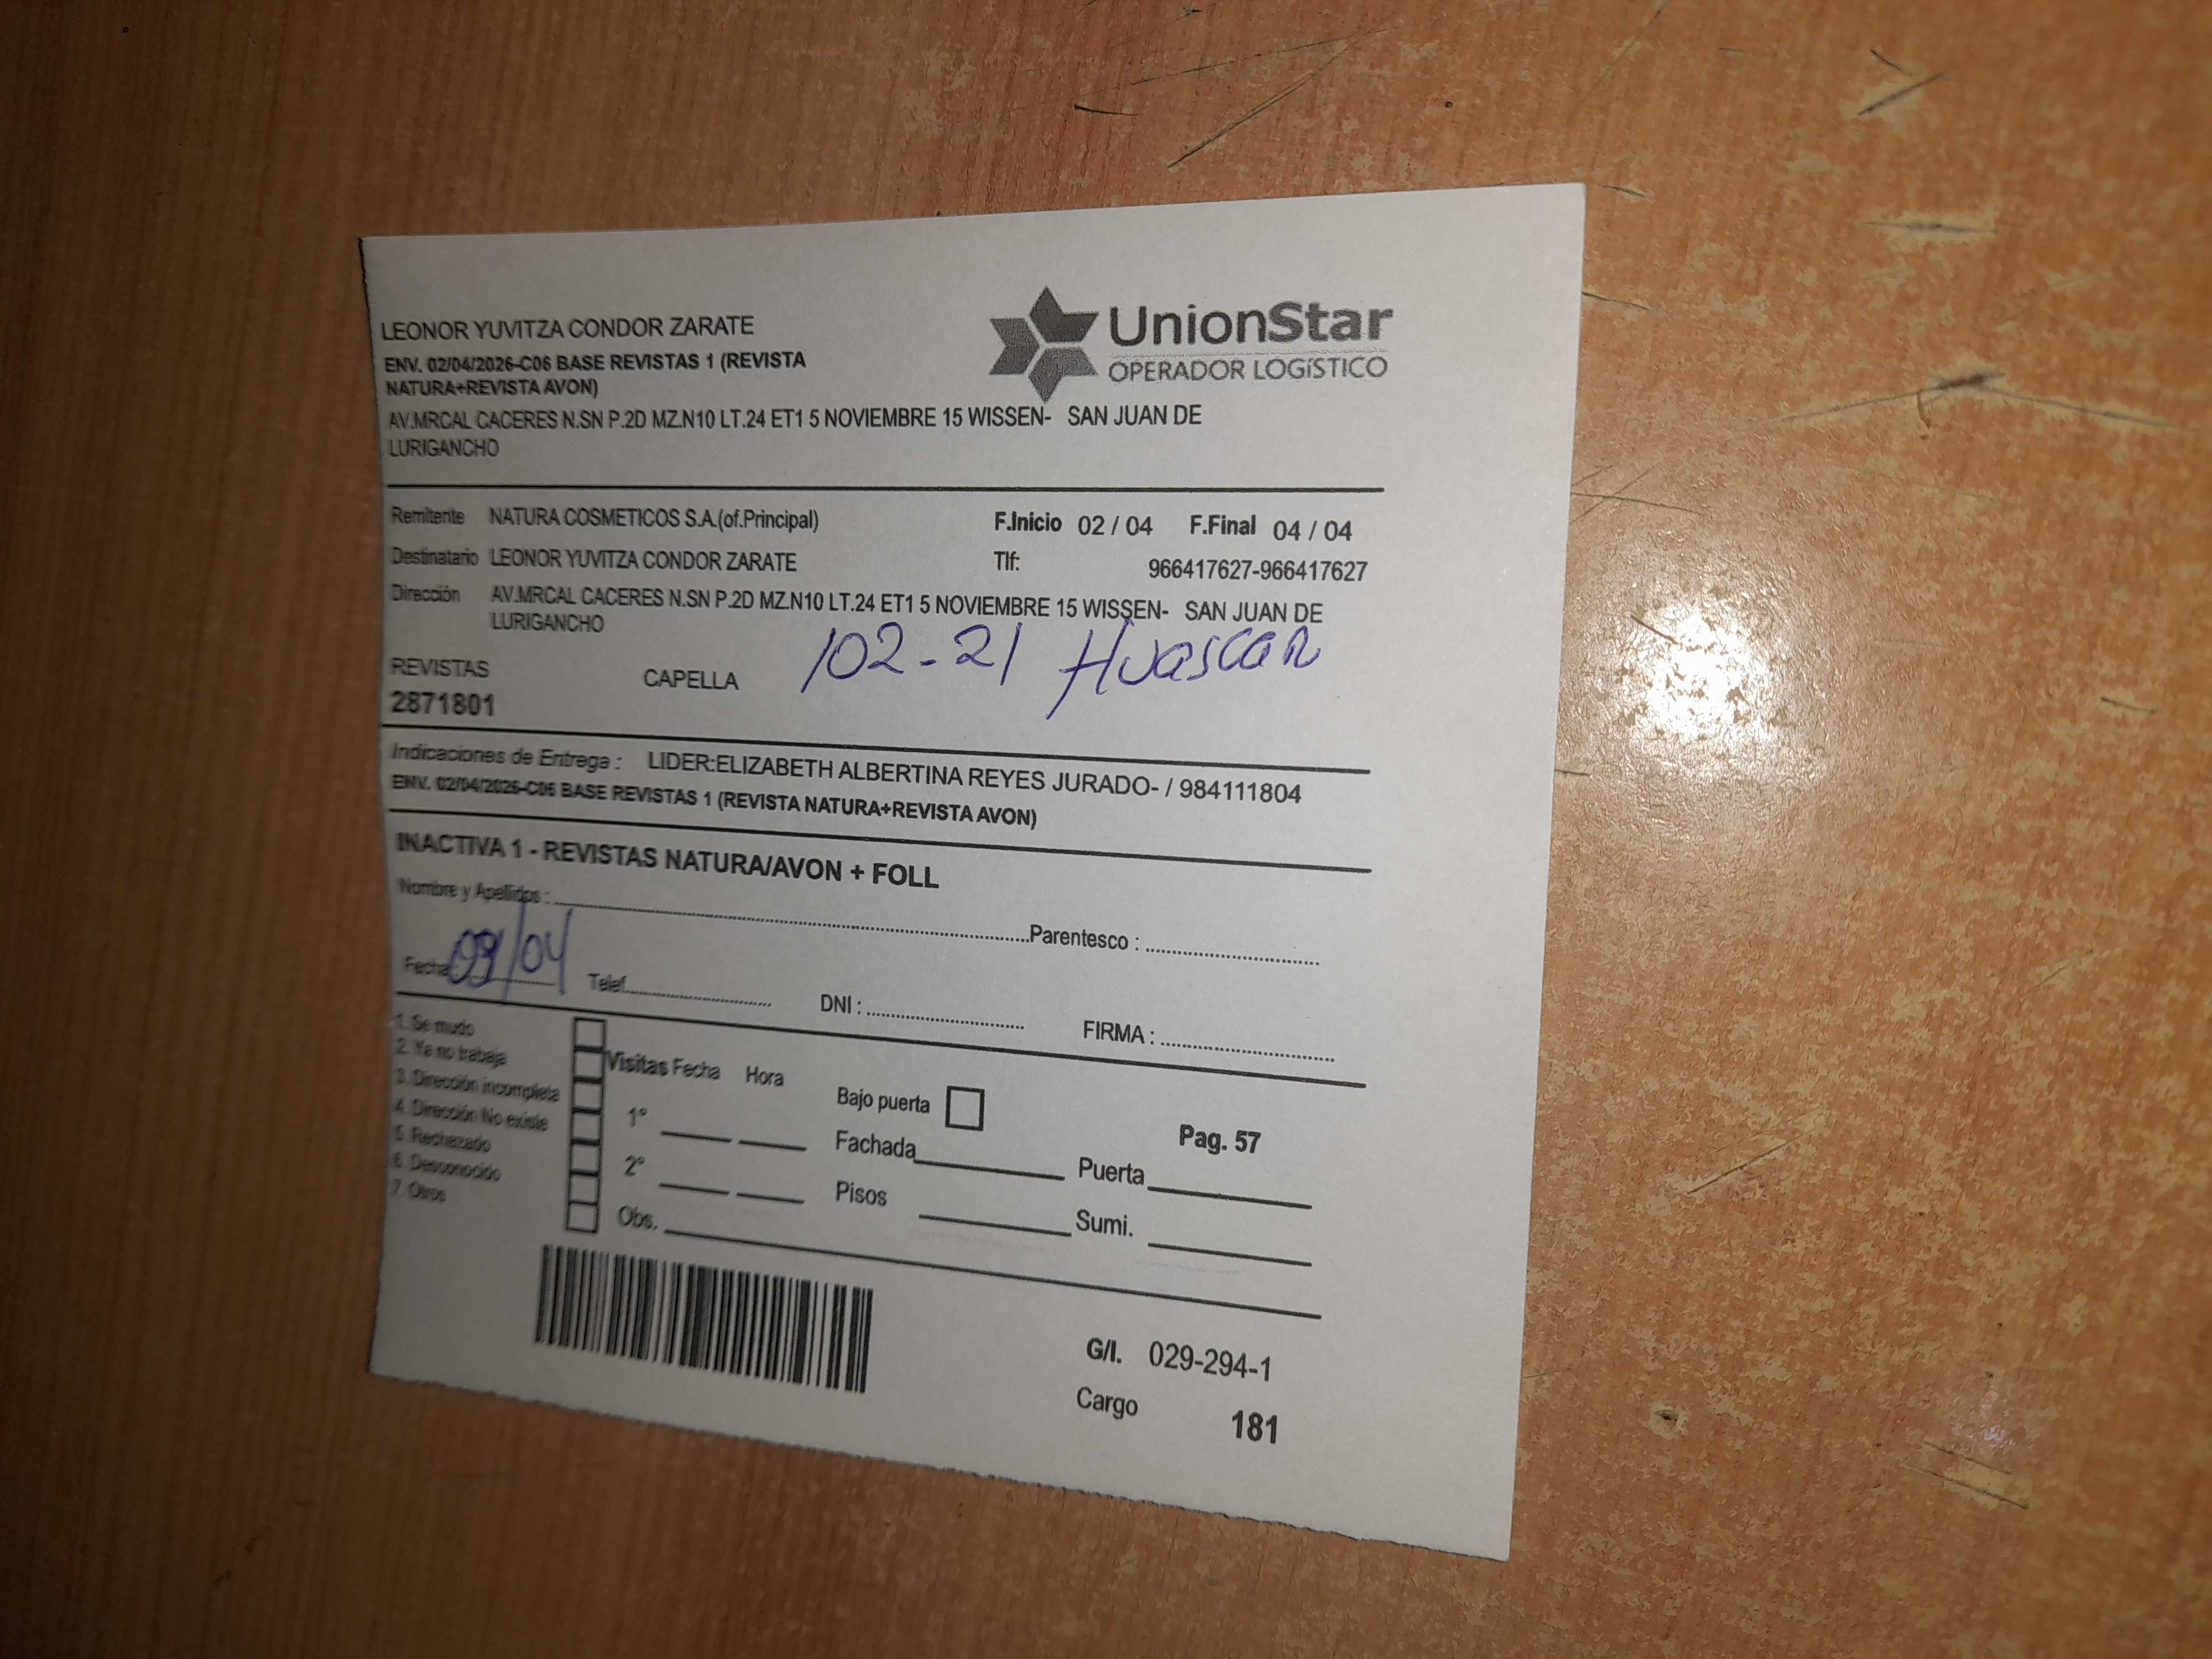 LEONOR YUVITZA CONDOR ZARATE
ENV. 02/04/2026-C06 BASE REVISTAS 1 (REVISTA
NATURA+REVISTA AVON)
UnionStar
OPERADOR LOGÍSTICO
AV.MRCAL CACERES N.SN P.2D MZ.N10 LT.24 ET1 5 NOVIEMBRE 15 WISSEN- SAN JUAN DE
LURIGANCHO
Remitente NATURA COSMETICOS S.A.(of.Principal) F.Inicio 02 / 04 F.Final 04 / 04
Destinatario LEONOR YUVITZA CONDOR ZARATE Tlf: 966417627-966417627
Dirección AV.MRCAL CACERES N.SN P.2D MZ.N10 LT.24 ET1 5 NOVIEMBRE 15 WISSEN- SAN JUAN DE
LURIGANCHO
102-21 Huascar
REVISTAS CAPELLA
2871801
Indicaciones de Entrega : LIDER:ELIZABETH ALBERTINA REYES JURADO- / 984111804
ENV. 02/04/2026-C06 BASE REVISTAS 1 (REVISTA NATURA+REVISTA AVON)
INACTIVA 1 - REVISTAS NATURA/AVON + FOLL
Nombre y Apellidos : Parentesco :
Fecha 03/04 Telef. DNI : FIRMA :
1. Se mudo
2. Ya no trabaja
3. Dirección incompleta
4. Dirección No existe
5. Rechazado
6. Desconocido
7. Otros
Visitas Fecha Hora
1°
2°
Obs.
Bajo puerta
Pag. 57
Fachada Puerta
Pisos Sumi.
G/I. 029-294-1
Cargo 181